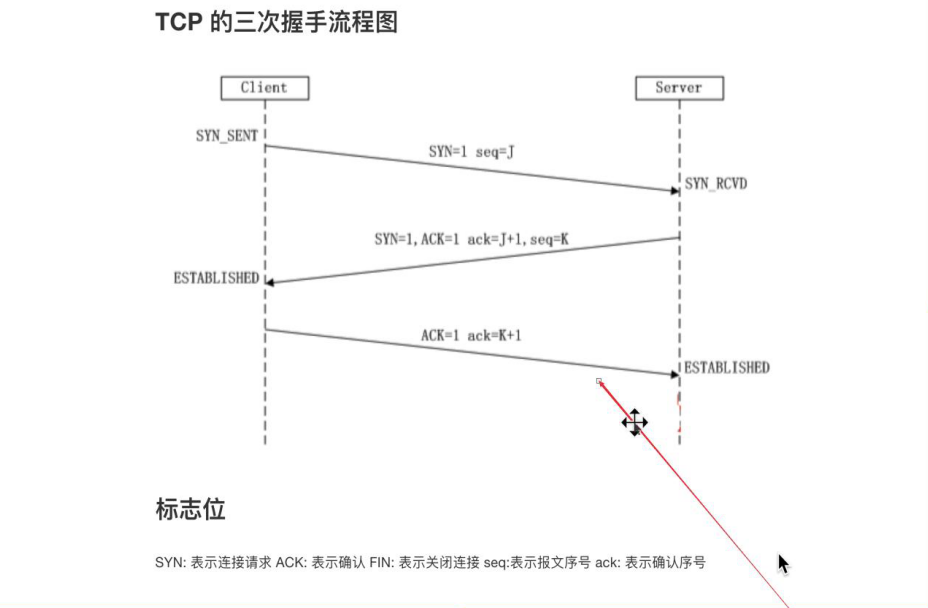 TCP 的三次握手流程图
Client
Server
SYN_SENT
SYN=1 seq=J
SYN_RCVD
SYN=1,ACK=1 ack=J+1,seq=K
ESTABLISHED
ACK=1 ack=K+1
ESTABLISHED
标志位
SYN: 表示连接请求 ACK: 表示确认 FIN: 表示关闭连接 seq:表示报文序号 ack: 表示确认序号